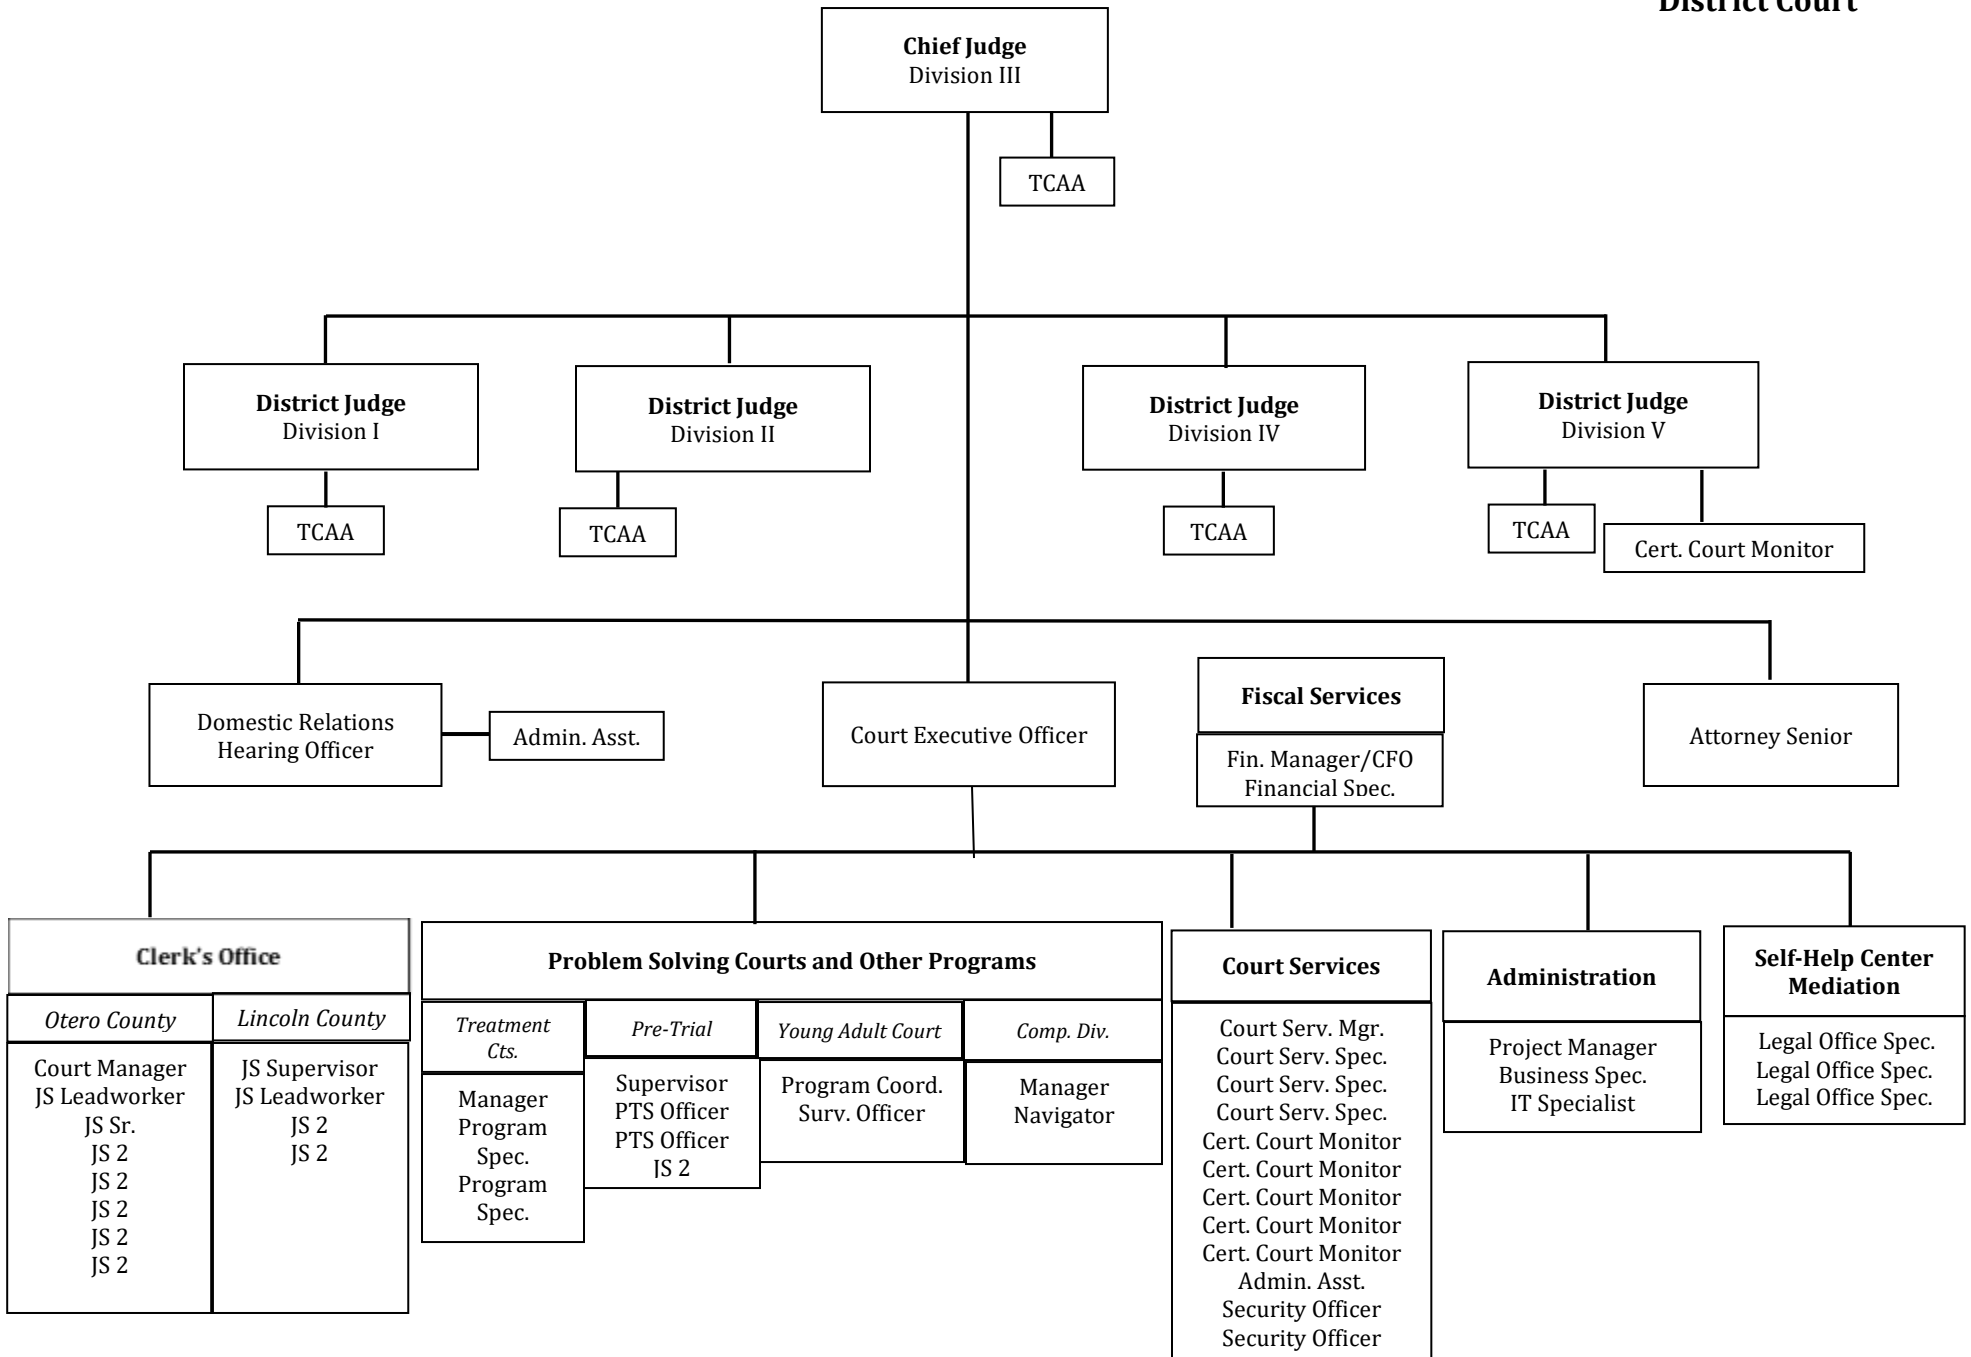 District Court
Chief Judge
Division III
TCAA
District Judge
Division I
TCAA
District Judge
Division II
TCAA
District Judge
Division IV
TCAA
District Judge
Division V
TCAA
Cert. Court Monitor
Domestic Relations
Hearing Officer
Admin. Asst.
Court Executive Officer
Fiscal Services
Fin. Manager/CFO
Financial Spec.
Attorney Senior
Clerk's Office
Otero County
Court Manager
JS Leadworker
JS Sr.
JS 2
JS 2
JS 2
JS 2
JS 2
Lincoln County
JS Supervisor
JS Leadworker
JS 2
JS 2
Problem Solving Courts and Other Programs
Treatment
Cts.
Manager
Program
Spec.
Program
Spec.
Pre-Trial
Supervisor
PTS Officer
PTS Officer
JS 2
Young Adult Court
Program Coord.
Surv. Officer
Comp. Div.
Manager
Navigator
Court Services
Court Serv. Mgr.
Court Serv. Spec.
Court Serv. Spec.
Court Serv. Spec.
Cert. Court Monitor
Cert. Court Monitor
Cert. Court Monitor
Cert. Court Monitor
Cert. Court Monitor
Admin. Asst.
Security Officer
Security Officer
Administration
Project Manager
Business Spec.
IT Specialist
Self-Help Center
Mediation
Legal Office Spec.
Legal Office Spec.
Legal Office Spec.